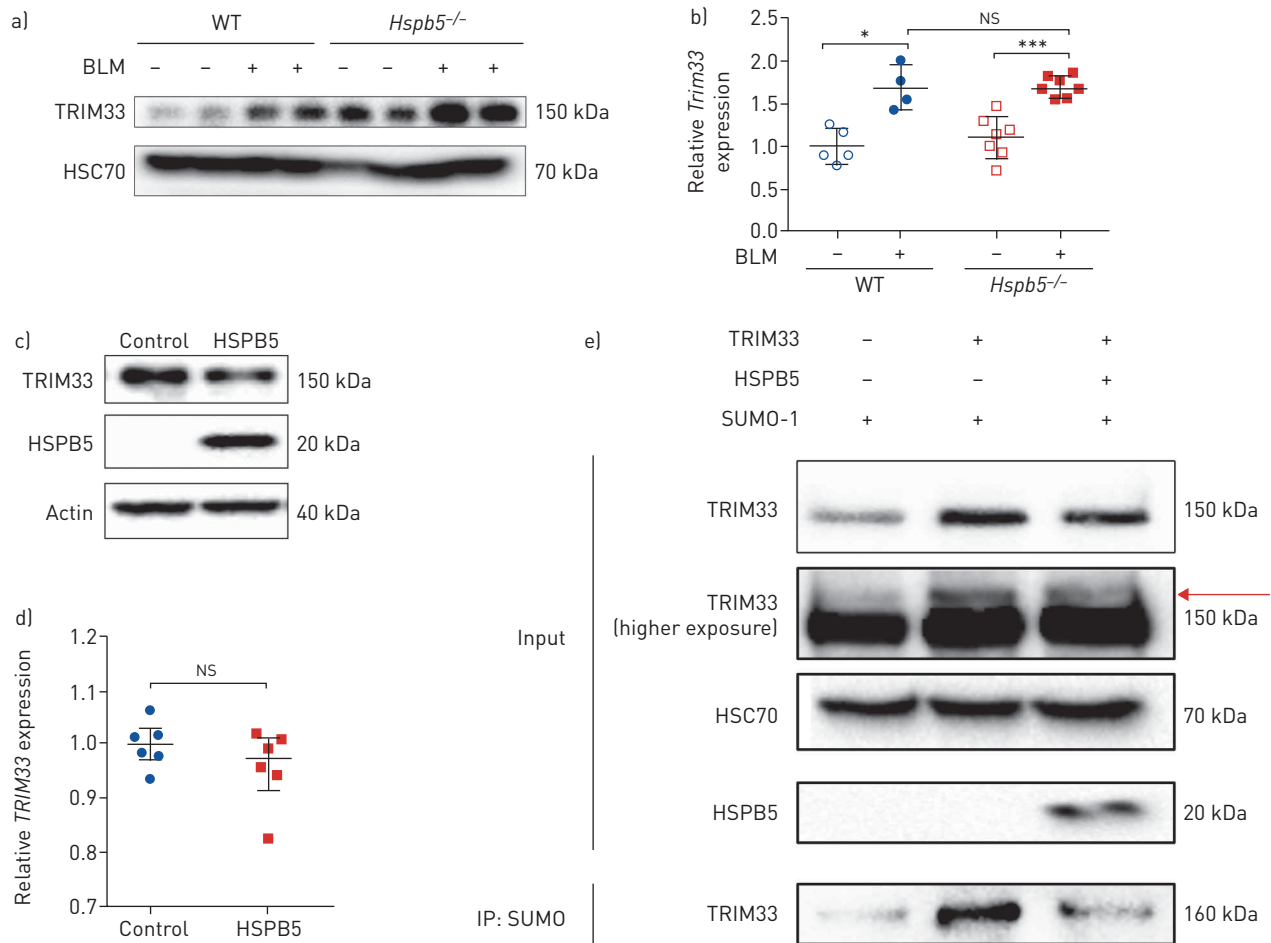 a)
WT Hspb5–/–
BLM – – + + – – + +
TRIM33 150 kDa
HSC70 70 kDa
b)
Relative Trim33
expression
2.5
2.0
1.5
1.0
0.5
0.0
* NS ***
BLM – + – +
WT Hspb5–/–
c)
Control HSPB5
TRIM33 150 kDa
HSPB5 20 kDa
Actin 40 kDa
d)
Relative TRIM33 expression
1.2
1.1
1.0
0.9
0.8
0.7
NS
Control HSPB5
e)
TRIM33 – + +
HSPB5 – – +
SUMO-1 + + +
Input
TRIM33 150 kDa
TRIM33
(higher exposure) 150 kDa
HSC70 70 kDa
HSPB5 20 kDa
IP: SUMO
TRIM33 160 kDa